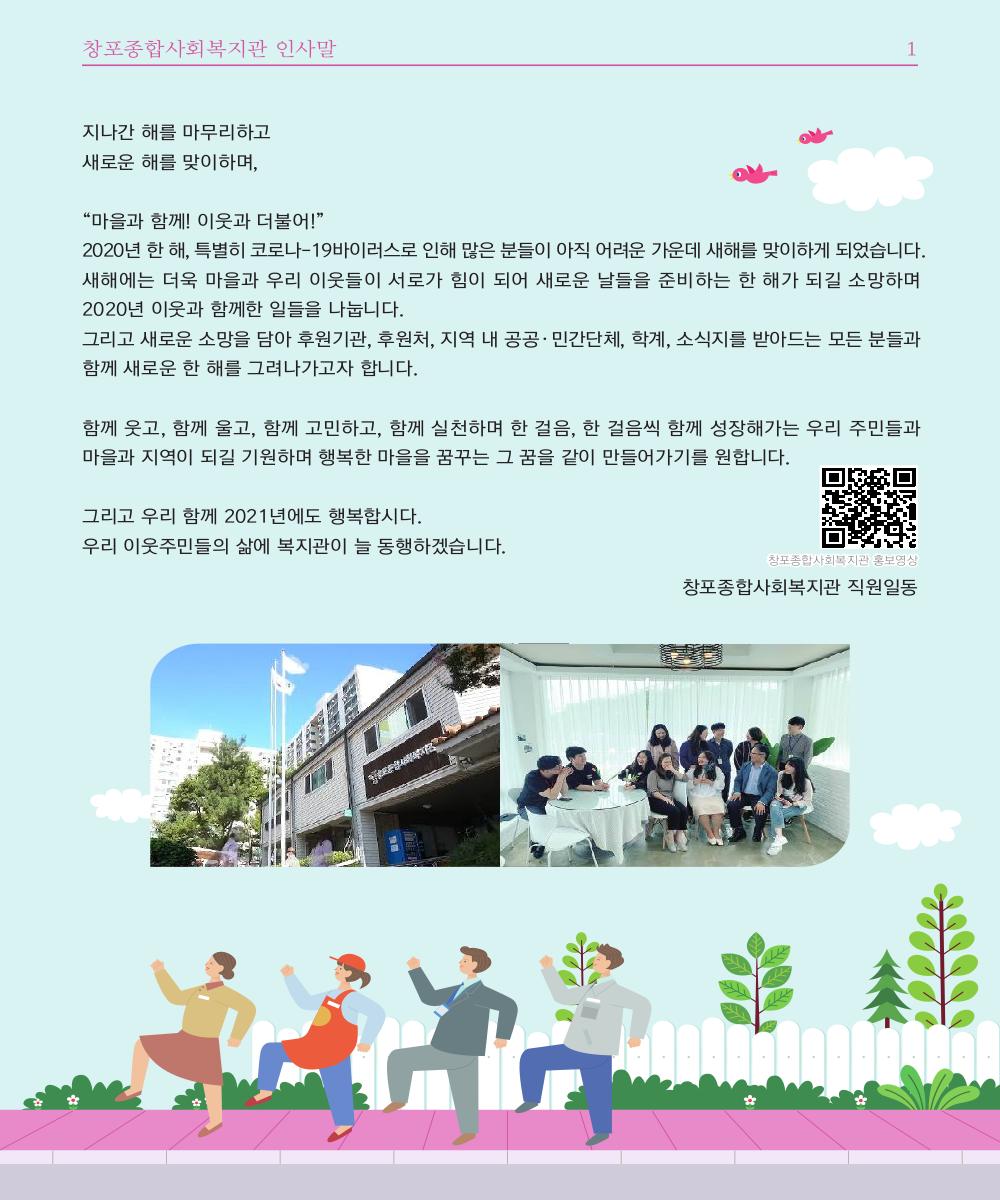 창포종합사회복지관 인사말 1
지나간 해를 마무리하고
새로운 해를 맞이하며,
“마을과 함께! 이웃과 더불어!”
2020년 한 해, 특별히 코로나-19바이러스로 인해 많은 분들이 아직 어려운 가운데 새해를 맞이하게 되었습니다.
새해에는 더욱 마을과 우리 이웃들이 서로가 힘이 되어 새로운 날들을 준비하는 한 해가 되길 소망하며
2020년 이웃과 함께한 일들을 나눕니다.
그리고 새로운 소망을 담아 후원기관, 후원처, 지역 내 공공·민간단체, 학계, 소식지를 받아드는 모든 분들과
함께 새로운 한 해를 그려나가고자 합니다.
함께 웃고, 함께 울고, 함께 고민하고, 함께 실천하며 한 걸음, 한 걸음씩 함께 성장해가는 우리 주민들과
마을과 지역이 되길 기원하며 행복한 마을을 꿈꾸는 그 꿈을 같이 만들어가기를 원합니다.
그리고 우리 함께 2021년에도 행복합시다.
우리 이웃주민들의 삶에 복지관이 늘 동행하겠습니다.
창포종합사회복지관 홍보영상
창포종합사회복지관 직원일동
창포종합사회복지관